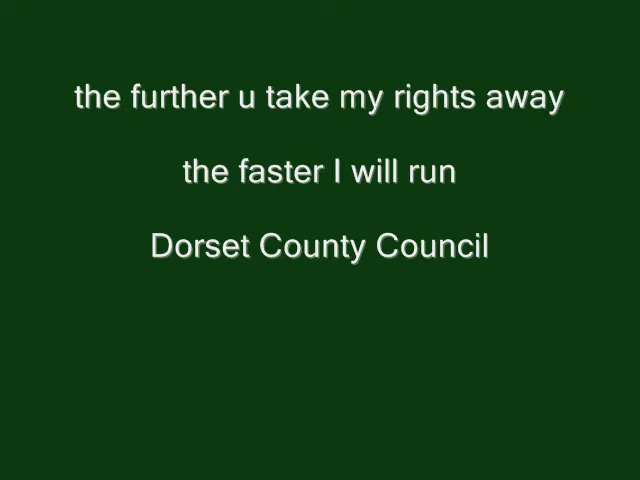 the further u take my rights away
the faster I will run
Dorset County Council